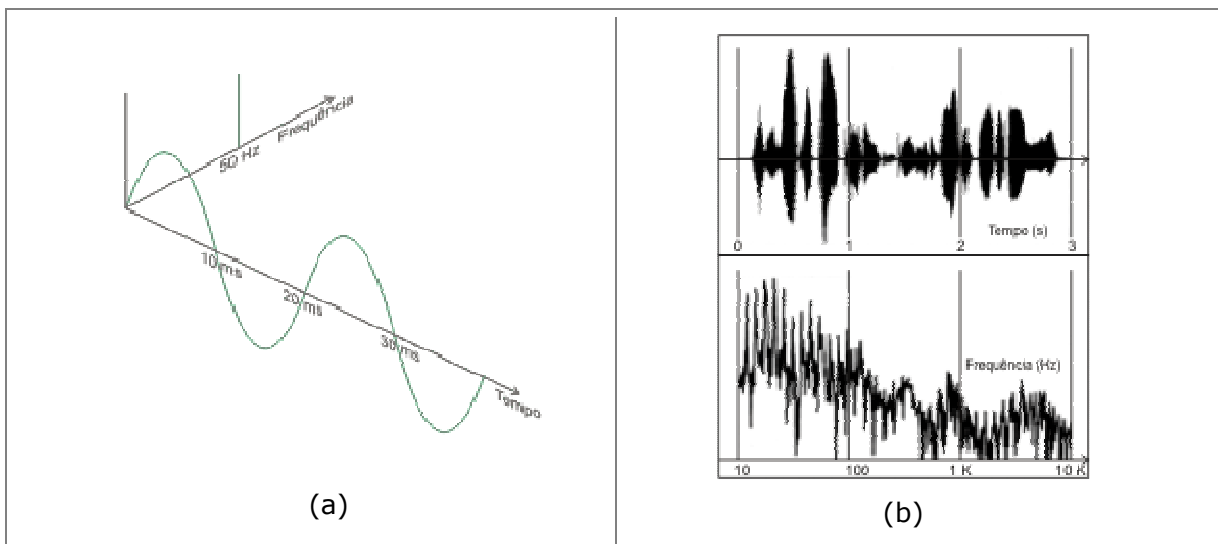 Frequência
50 Hz
10 ms
20 ms
30 ms
Tempo
(a)
Tempo (s)
0 1 2 3
Frequência (Hz)
10 100 1 K 10 K
(b)